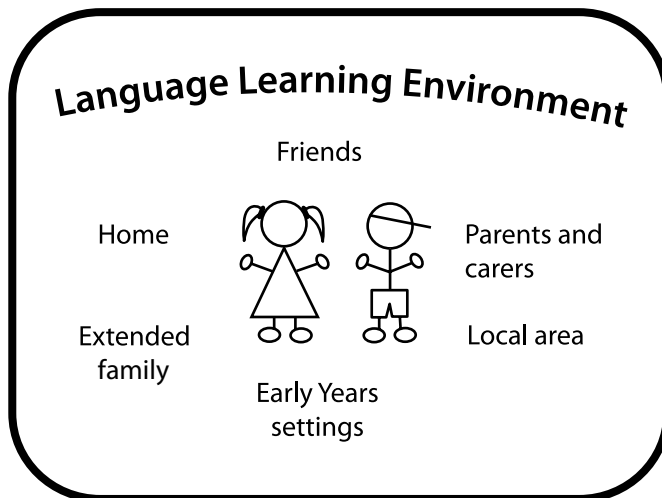 Language Learning Environment
Friends
Home
Parents and
carers
Extended
family
Local area
Early Years
settings